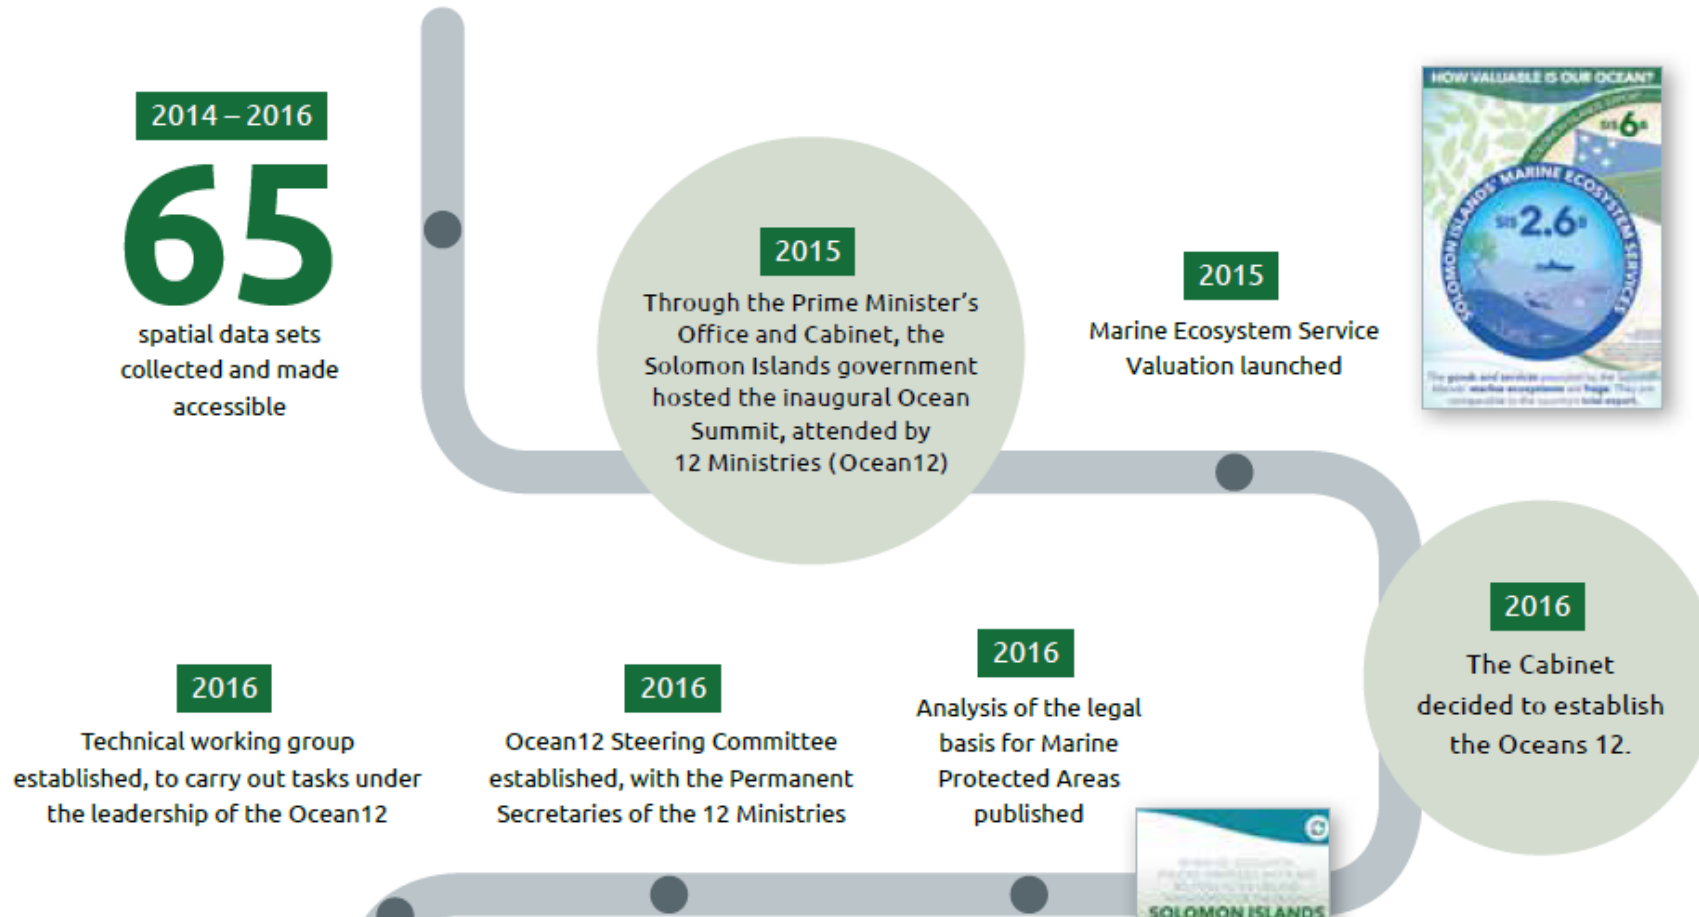 2014 – 2016
65
spatial data sets
collected and made
accessible
2015
Through the Prime Minister's
Office and Cabinet, the
Solomon Islands government
hosted the inaugural Ocean
Summit, attended by
12 Ministries (Ocean12)
2015
Marine Ecosystem Service
Valuation launched
HOW VALUABLE IS OUR OCEAN?
SI$ 6B
SOLOMON ISLANDS' MARINE ECOSYSTEM SERVICES
SI$ 2.6B
2016
The Cabinet
decided to establish
the Oceans 12.
2016
Analysis of the legal
basis for Marine
Protected Areas
published
SOLOMON ISLANDS
2016
Ocean12 Steering Committee
established, with the Permanent
Secretaries of the 12 Ministries
2016
Technical working group
established, to carry out tasks under
the leadership of the Ocean12